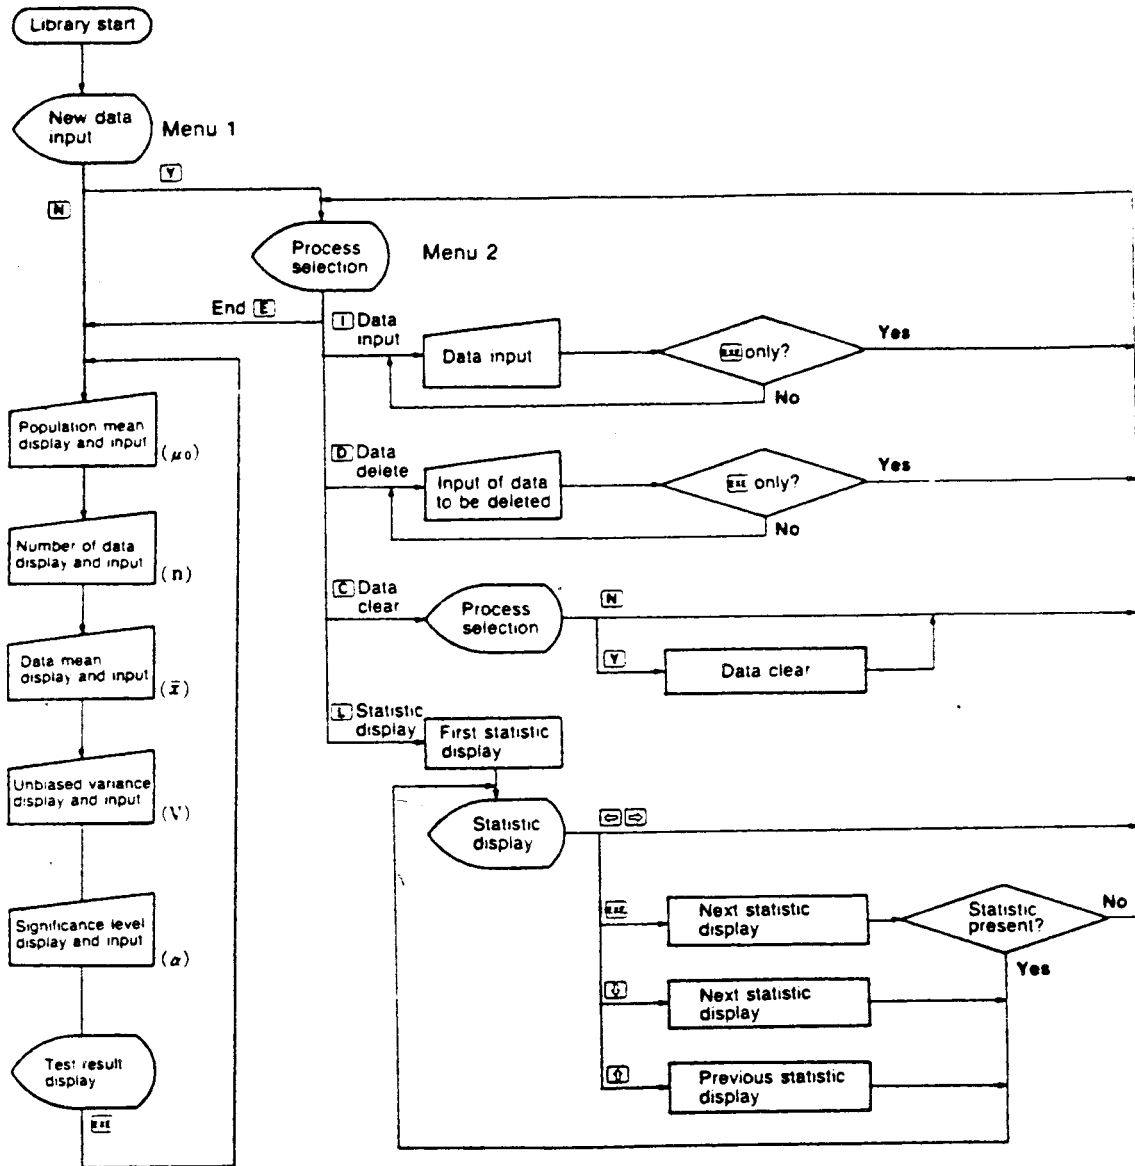 Library start
New data
input
Menu 1
Y
N
Process
selection
Menu 2
End E
I Data
input
Data input
EXE only?
Yes
No
Population mean
display and input
(μ0)
D Data
delete
Input of data
to be deleted
EXE only?
Yes
No
Number of data
display and input
(n)
C Data
clear
Process
selection
N
Y
Data clear
Data mean
display and input
(x̄)
L Statistic
display
First statistic
display
Unbiased variance
display and input
(V)
Statistic
display
⇦ ⇨
EXE
Next statistic
display
Statistic
present?
No
Yes
Significance level
display and input
(α)
⇩
Next statistic
display
⇧
Previous statistic
display
Test result
display
EXE